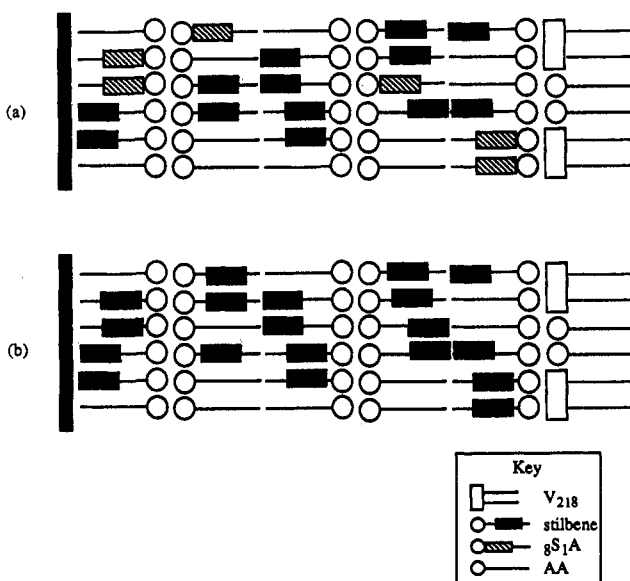 (a)
(b)
Key
V₂₁₈
stilbene
₈S₁A
AA